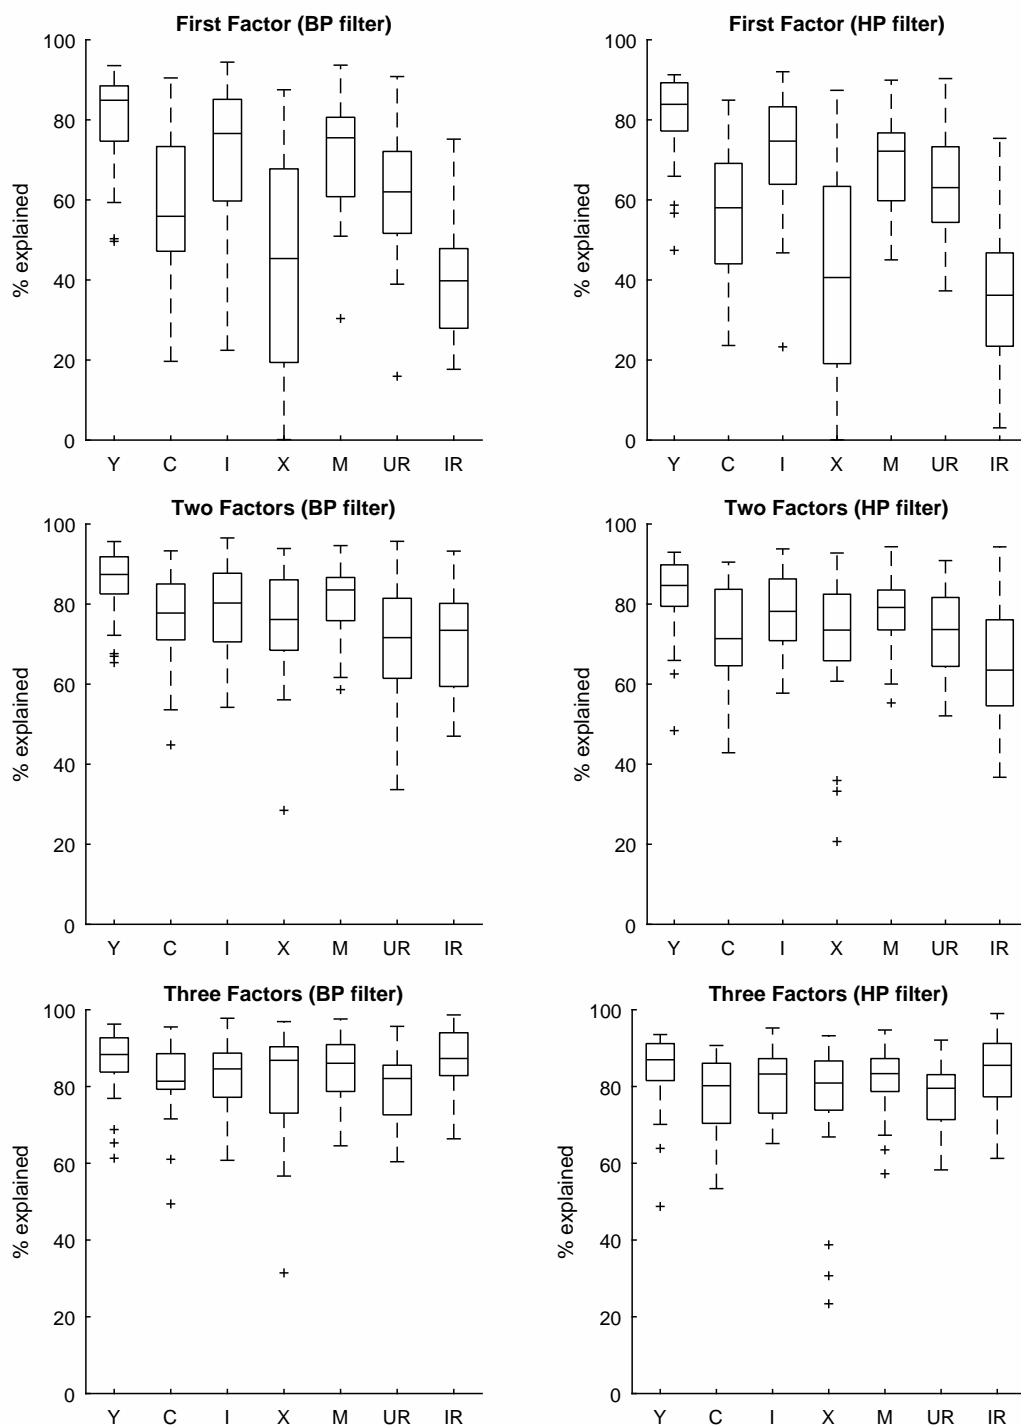 First Factor (BP filter)
100
80
60
40
20
0
% explained
Y C I X M UR IR
First Factor (HP filter)
100
80
60
40
20
0
% explained
Y C I X M UR IR
Two Factors (BP filter)
100
80
60
40
20
0
% explained
Y C I X M UR IR
Two Factors (HP filter)
100
80
60
40
20
0
% explained
Y C I X M UR IR
Three Factors (BP filter)
100
80
60
40
20
0
% explained
Y C I X M UR IR
Three Factors (HP filter)
100
80
60
40
20
0
% explained
Y C I X M UR IR